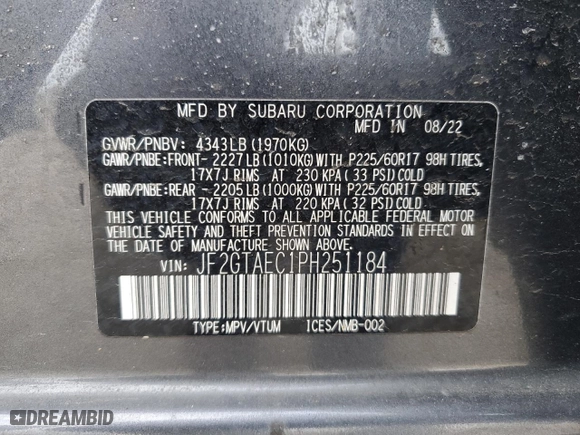 MFD BY SUBARU CORPORATION
MFD IN 08/22
GVWR/PNBV: 4343LB(1970KG)
GAWR/PNBE:FRONT- 2227LB(1010KG)WITH P225/60R17 98H TIRES,
17X7J RIMS AT 230 KPA( 33 PSI)COLD
GAWR/PNBE:REAR - 2205LB(1000KG)WITH P225/60R17 98H TIRES,
17X7J RIMS AT 220 KPA( 32 PSI)COLD
THIS VEHICLE CONFORMS TO ALL APPLICABLE FEDERAL MOTOR
VEHICLE SAFETY AND THEFT PREVENTION STANDARDS IN EFFECT
ON THE DATE OF MANUFACTURE SHOWN ABOVE.
VIN: JF2GTAEC1PH251184
TYPE:MPV/VTUM ICES/NMB-002
DREAMBID